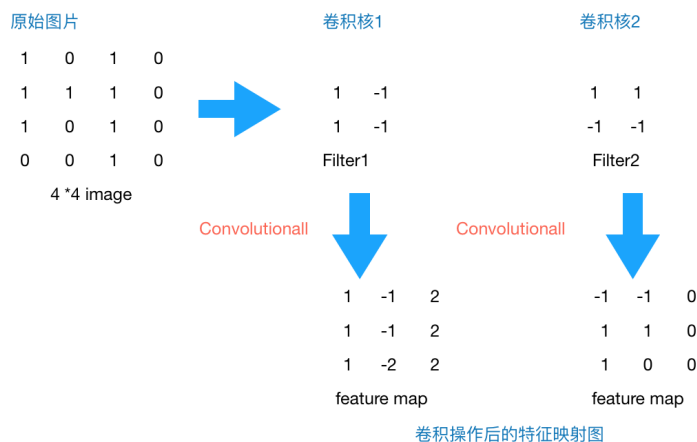 原始图片
1 0 1 0
1 1 1 0
1 0 1 0
0 0 1 0
4 *4 image
卷积核1
1 -1
1 -1
Filter1
卷积核2
1 1
-1 -1
Filter2
Convolutionall
Convolutionall
1 -1 2
1 -1 2
1 -2 2
feature map
-1 -1 0
1 1 0
1 0 0
feature map
卷积操作后的特征映射图